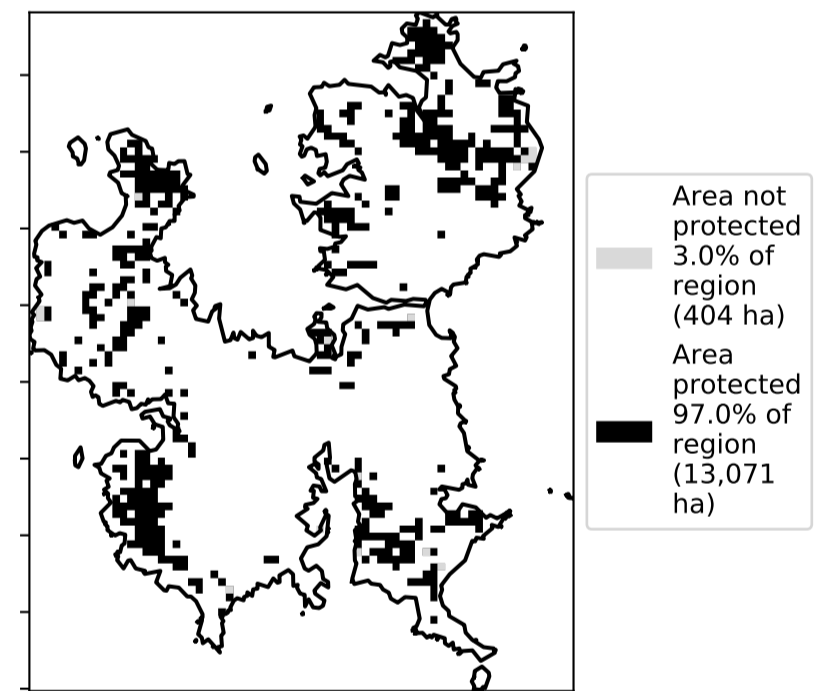 Area not
protected
3.0% of
region
(404 ha)
Area
protected
97.0% of
region
(13,071
ha)